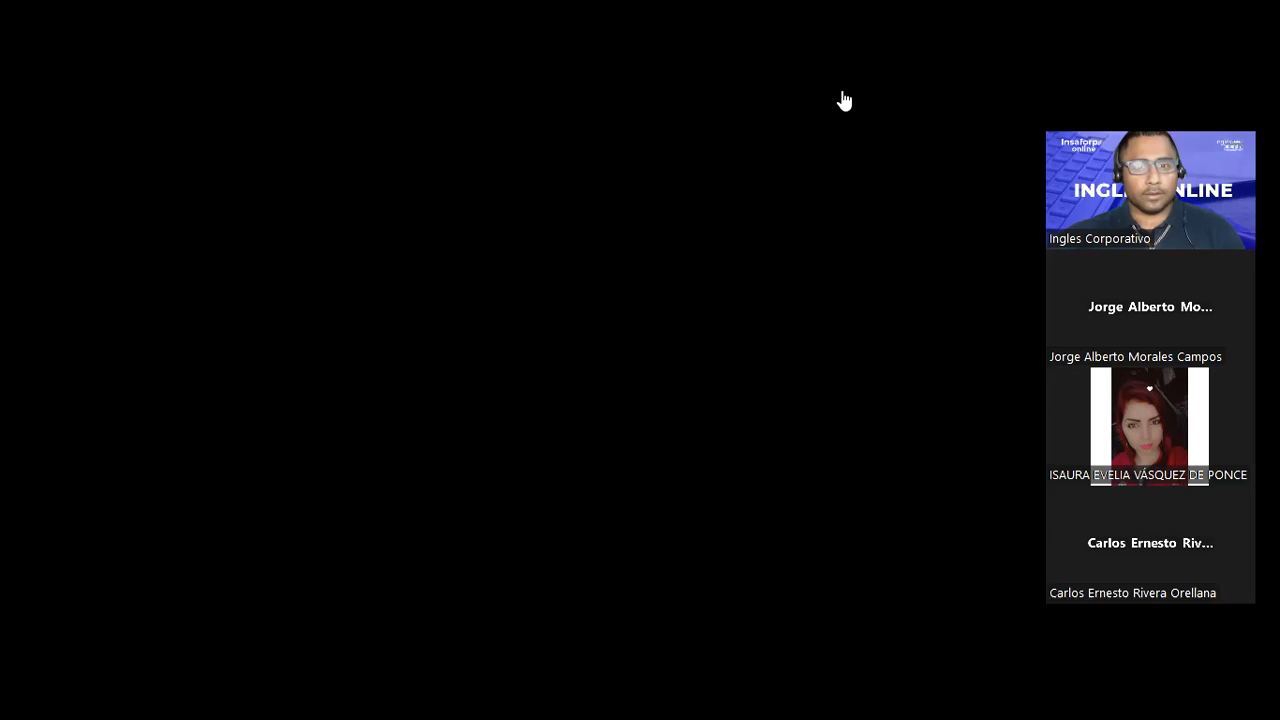 Insaforp
online
INGL NLINE
Ingles Corporativo
Jorge Alberto Mo...
Jorge Alberto Morales Campos
ISAURA EVELIA VÁSQUEZ DE PONCE
Carlos Ernesto Riv...
Carlos Ernesto Rivera Orellana